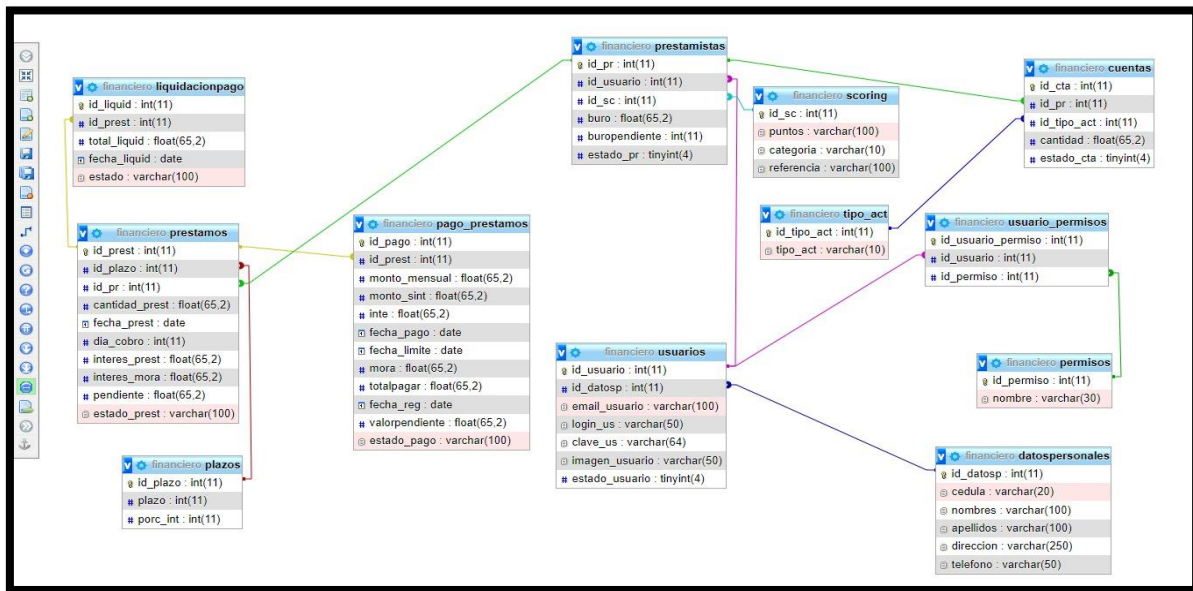 financiero liquidacionpago
id_liquid : int(11)
id_prest : int(11)
total_liquid : float(65,2)
fecha_liquid : date
estado : varchar(100)
financiero prestamos
id_prest : int(11)
id_plazo : int(11)
id_pr : int(11)
cantidad_prest : float(65,2)
fecha_prest : date
dia_cobro : int(11)
interes_prest : float(65,2)
interes_mora : float(65,2)
pendiente : float(65,2)
estado_prest : varchar(100)
financiero plazos
id_plazo : int(11)
plazo : int(11)
porc_int : int(11)
financiero pago_prestamos
id_pago : int(11)
id_prest : int(11)
monto_mensual : float(65,2)
monto_sint : float(65,2)
inte : float(65,2)
fecha_pago : date
fecha_limite : date
mora : float(65,2)
totalpagar : float(65,2)
fecha_reg : date
valorpendiente : float(65,2)
estado_pago : varchar(100)
financiero prestamistas
id_pr : int(11)
id_usuario : int(11)
id_sc : int(11)
buro : float(65,2)
buropendiente : int(11)
estado_pr : tinyint(4)
financiero scoring
id_sc : int(11)
puntos : varchar(100)
categoria : varchar(10)
referencia : varchar(100)
financiero cuentas
id_cta : int(11)
id_pr : int(11)
id_tipo_act : int(11)
cantidad : float(65,2)
estado_cta : tinyint(4)
financiero tipo_act
id_tipo_act : int(11)
tipo_act : varchar(10)
financiero usuario_permisos
id_usuario_permiso : int(11)
id_usuario : int(11)
id_permiso : int(11)
financiero usuarios
id_usuario : int(11)
id_datosp : int(11)
email_usuario : varchar(100)
login_us : varchar(50)
clave_us : varchar(64)
imagen_usuario : varchar(50)
estado_usuario : tinyint(4)
financiero permisos
id_permiso : int(11)
nombre : varchar(30)
financiero datospersonales
id_datosp : int(11)
cedula : varchar(20)
nombres : varchar(100)
apellidos : varchar(100)
direccion : varchar(250)
telefono : varchar(50)